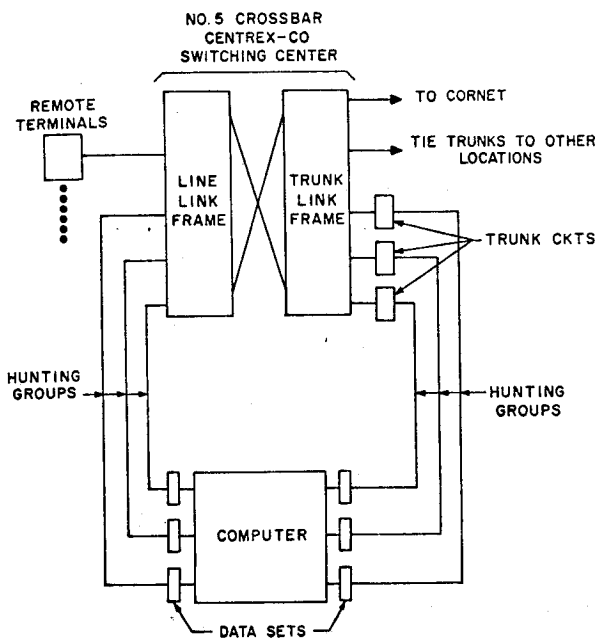 NO. 5 CROSSBAR
CENTREX-CO
SWITCHING CENTER
REMOTE
TERMINALS
TO CORNET
TIE TRUNKS TO OTHER
LOCATIONS
LINE
LINK
FRAME
TRUNK
LINK
FRAME
TRUNK CKTS
HUNTING
GROUPS
HUNTING
GROUPS
COMPUTER
DATA SETS